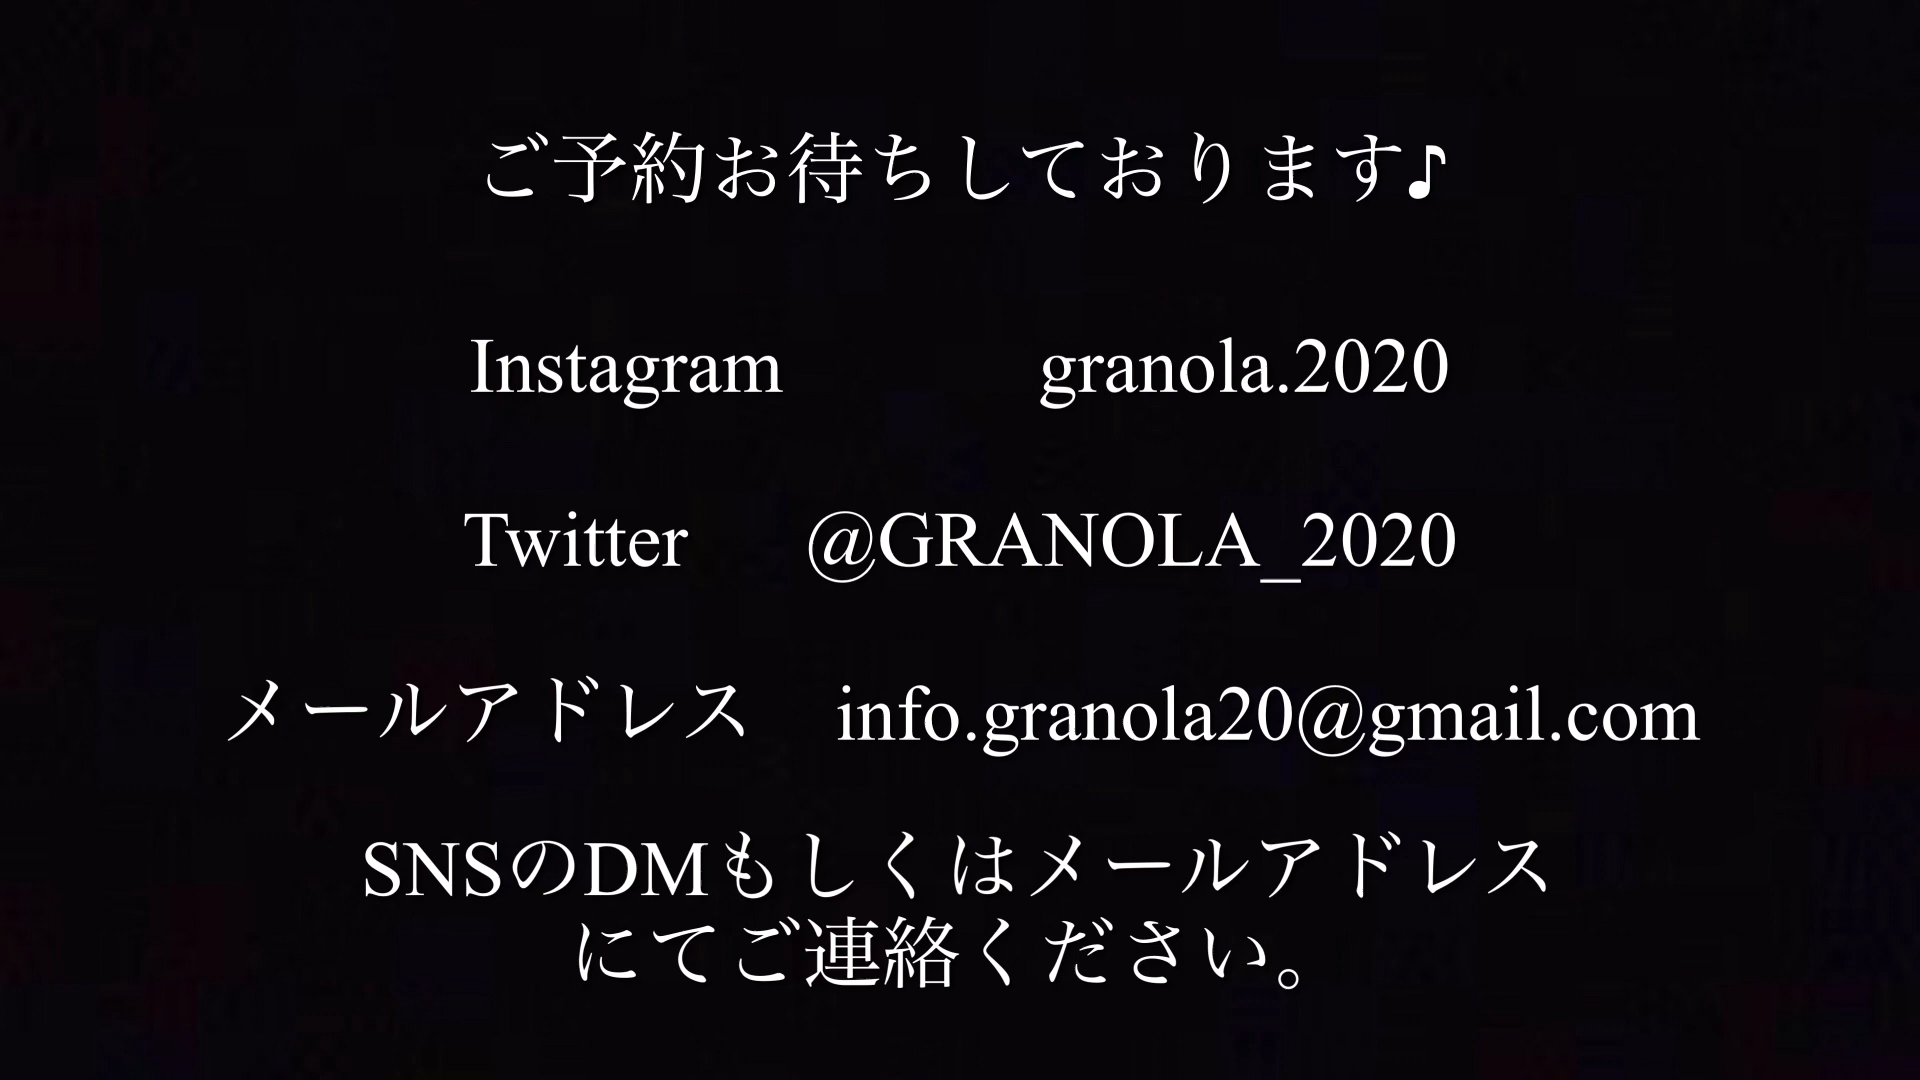 ご予約お待ちしております♪
Instagram　granola.2020
Twitter　@GRANOLA_2020
メールアドレス　info.granola20@gmail.com
SNSのDMもしくはメールアドレス
にてご連絡ください。